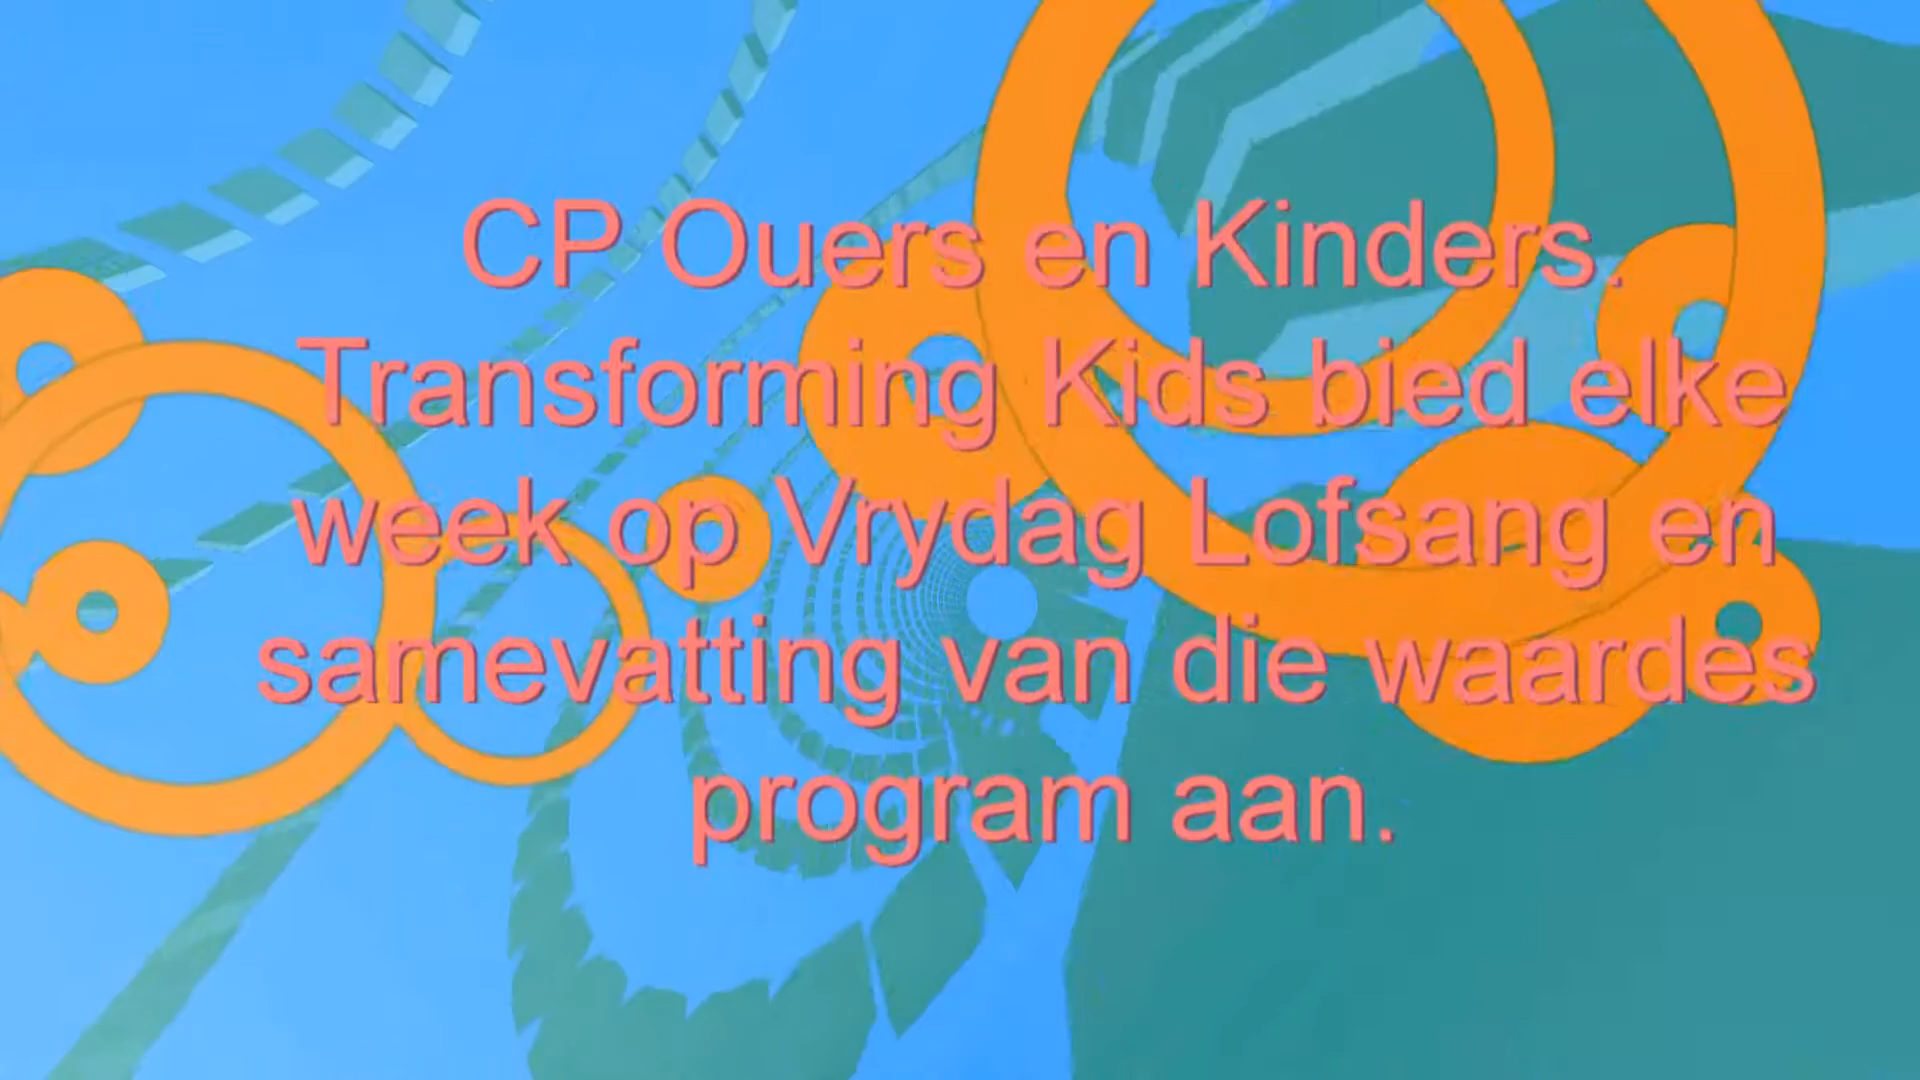 CP Ouers en Kinders.
Transforming Kids bied elke
week op Vrydag Lofsang en
samevatting van die waardes
program aan.